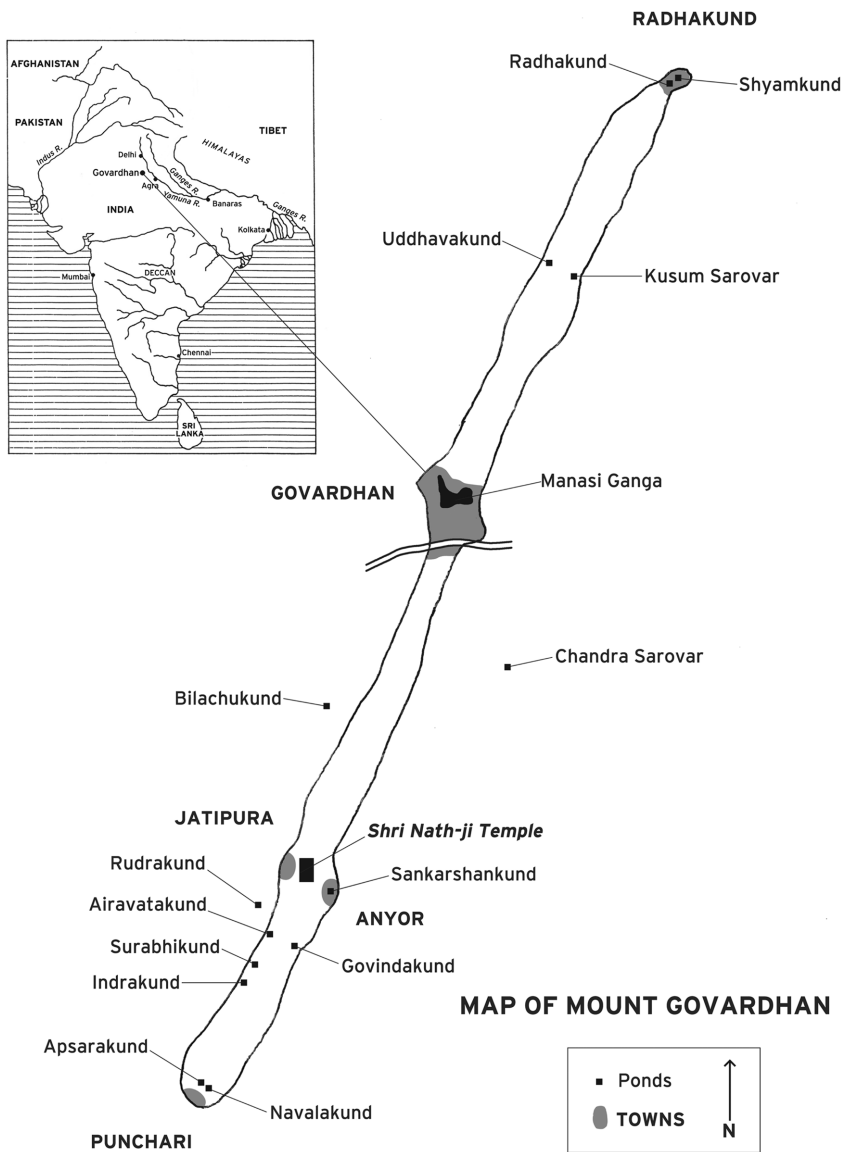 RADHAKUND
Radhakund
Shyamkund
AFGHANISTAN
PAKISTAN
TIBET
HIMALAYAS
Indus R.
Delhi
Govardhan
Ganges R.
Agra
Yamuna R.
Banaras
Ganges R.
INDIA
Kolkata
Mumbai
DECCAN
Chennai
SRI
LANKA
Uddhavakund
Kusum Sarovar
GOVARDHAN
Manasi Ganga
Chandra Sarovar
Bilachukund
JATIPURA
Shri Nath-ji Temple
Rudrakund
Sankarshankund
Airavatakund
ANYOR
Surabhikund
Govindakund
Indrakund
MAP OF MOUNT GOVARDHAN
Apsarakund
Navalakund
PUNCHARI
Ponds
TOWNS
N